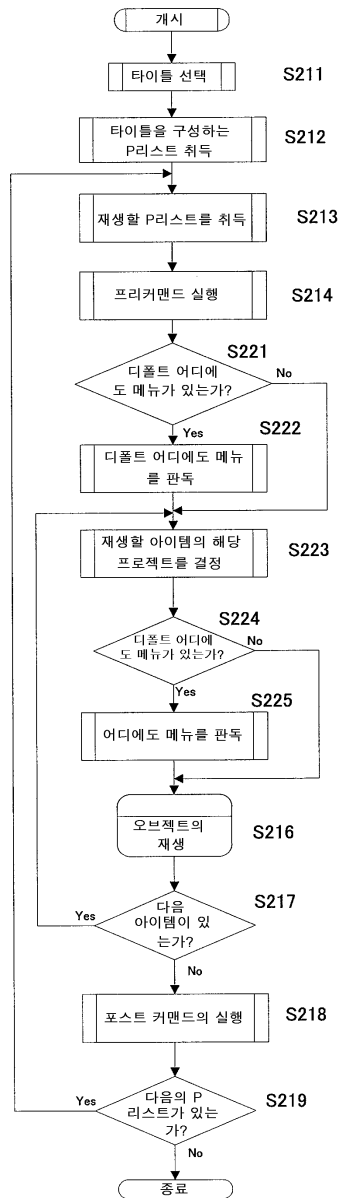 개시
타이틀 선택
S211
타이틀을 구성하는
P리스트 취득
S212
재생할 P리스트를 취득
S213
프리커맨드 실행
S214
S221
디폴트 어디에
도 메뉴가 있는가?
No
Yes
S222
디폴트 어디에도 메뉴
를 판독
재생할 아이템의 해당
프로젝트를 결정
S223
S224
디폴트 어디에
도 메뉴가 있는가?
No
Yes
S225
어디에도 메뉴를 판독
오브젝트의
재생
S216
S217
다음
아이템이 있
는가?
Yes
No
포스트 커맨드의 실행
S218
다음의 P
리스트가 있는
가?
S219
Yes
No
종료